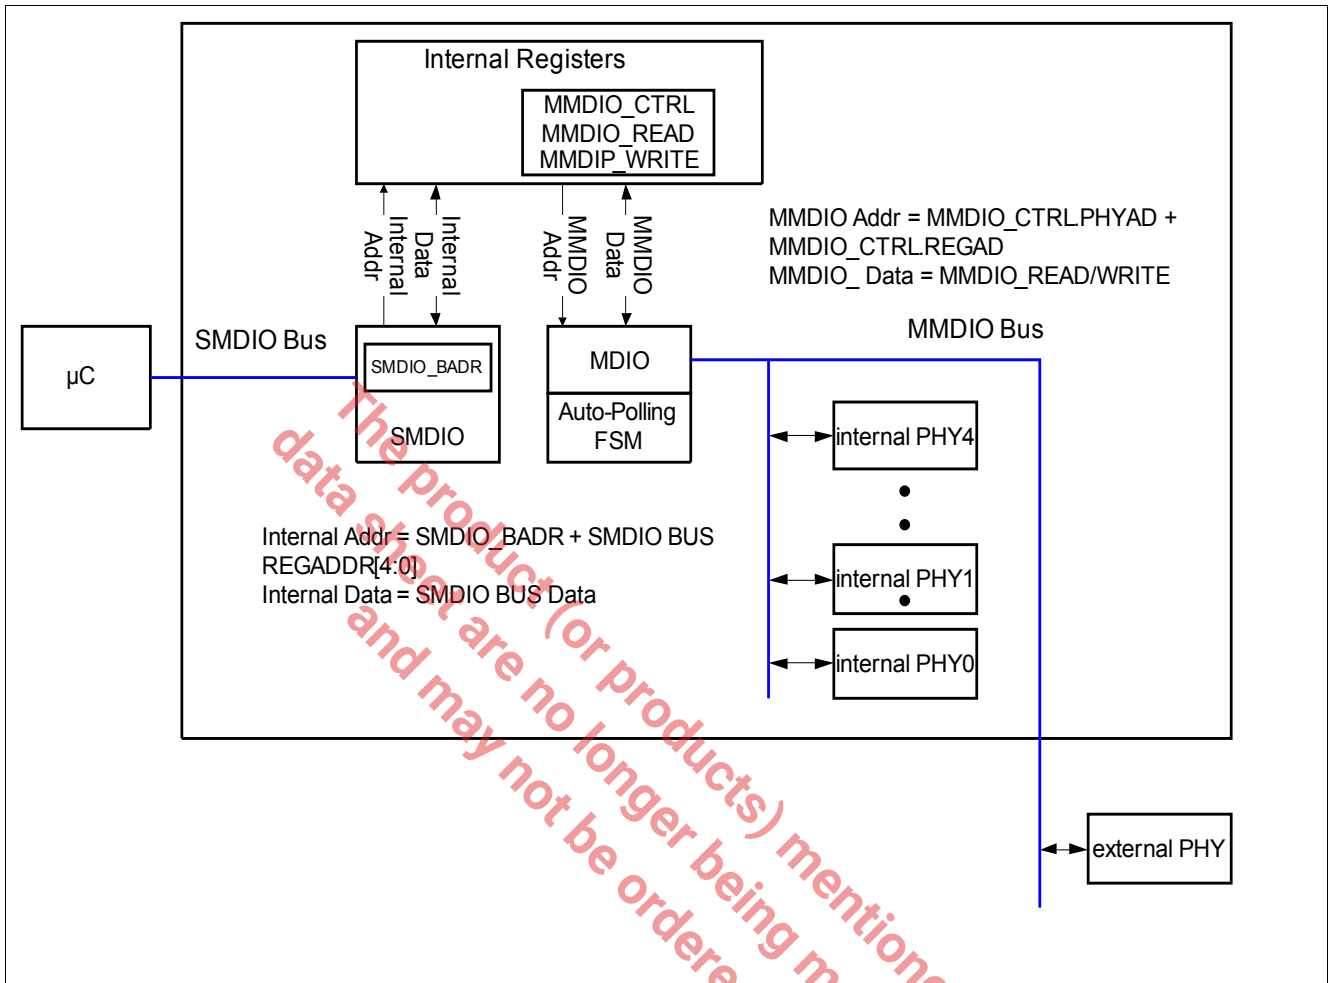 Internal Registers
MMDIO_CTRL
MMDIO_READ
MMDIP_WRITE
Internal
Addr
Internal
Data
MMDIO
Addr
MMDIO
Data
MMDIO Addr = MMDIO_CTRL.PHYAD +
MMDIO_CTRL.REGAD
MMDIO_ Data = MMDIO_READ/WRITE
SMDIO Bus
MMDIO Bus
µC
SMDIO_BADR
SMDIO
MDIO
Auto-Polling
FSM
internal PHY4
internal PHY1
internal PHY0
Internal Addr = SMDIO_BADR + SMDIO BUS
REGADDR[4:0]
Internal Data = SMDIO BUS Data
external PHY
The product (or products) mentione
data sheet are no longer being m
and may not be ordere